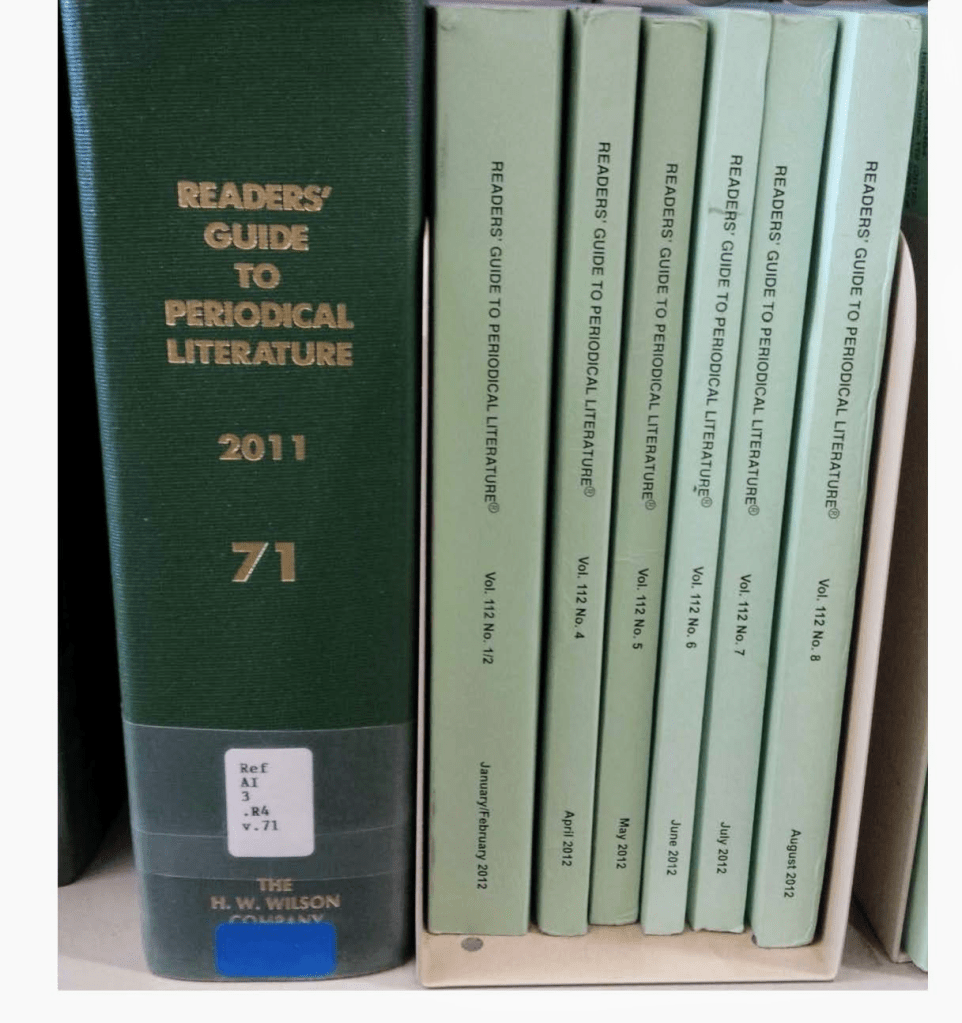 READERS'
GUIDE
TO
PERIODICAL
LITERATURE
2011
71
Ref
AI
3
.R4
v.71
THE
H. W. WILSON
COMPANY
READERS' GUIDE TO PERIODICAL LITERATURE® Vol. 112 No. 1/2 January/February 2012
READERS' GUIDE TO PERIODICAL LITERATURE® Vol. 112 No. 4 April 2012
READERS' GUIDE TO PERIODICAL LITERATURE® Vol. 112 No. 5 May 2012
READERS' GUIDE TO PERIODICAL LITERATURE® Vol. 112 No. 6 June 2012
READERS' GUIDE TO PERIODICAL LITERATURE® Vol. 112 No. 7 July 2012
READERS' GUIDE TO PERIODICAL LITERATURE® Vol. 112 No. 8 August 2012